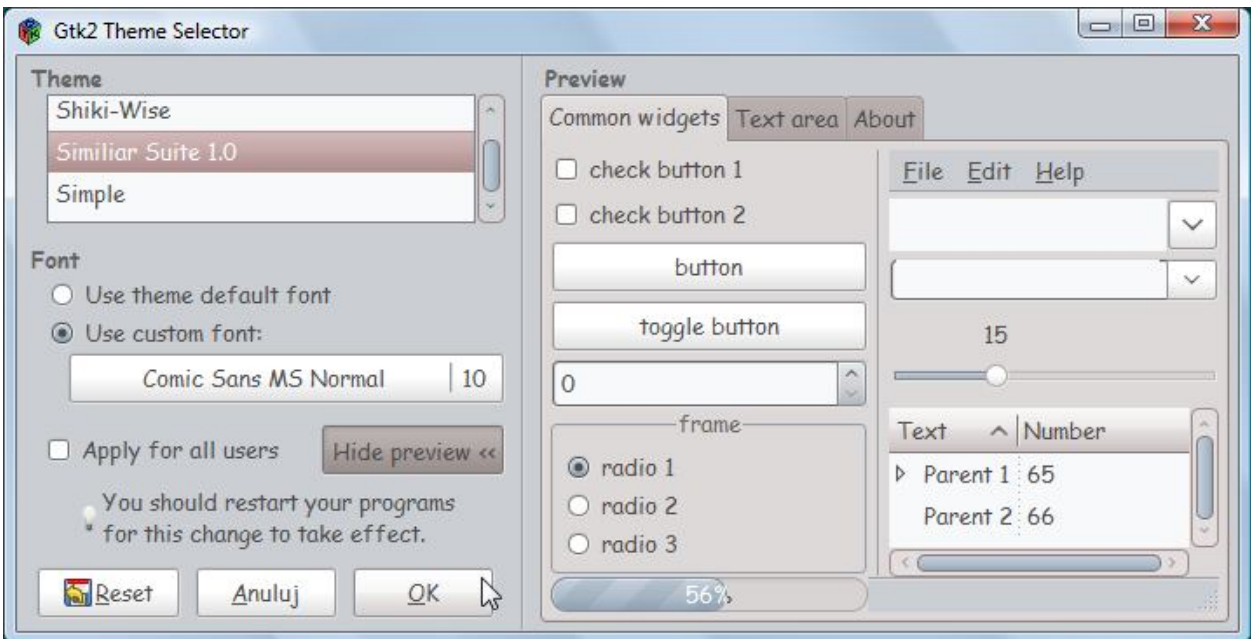 Gtk2 Theme Selector
Theme
Shiki-Wise
Similiar Suite 1.0
Simple
Font
Use theme default font
Use custom font:
Comic Sans MS Normal 10
Apply for all users
Hide preview <<
You should restart your programs
for this change to take effect.
Reset Anuluj OK
Preview
Common widgets Text area About
check button 1
check button 2
button
toggle button
0
frame
radio 1
radio 2
radio 3
56%
File Edit Help
15
Text Number
Parent 1 65
Parent 2 66